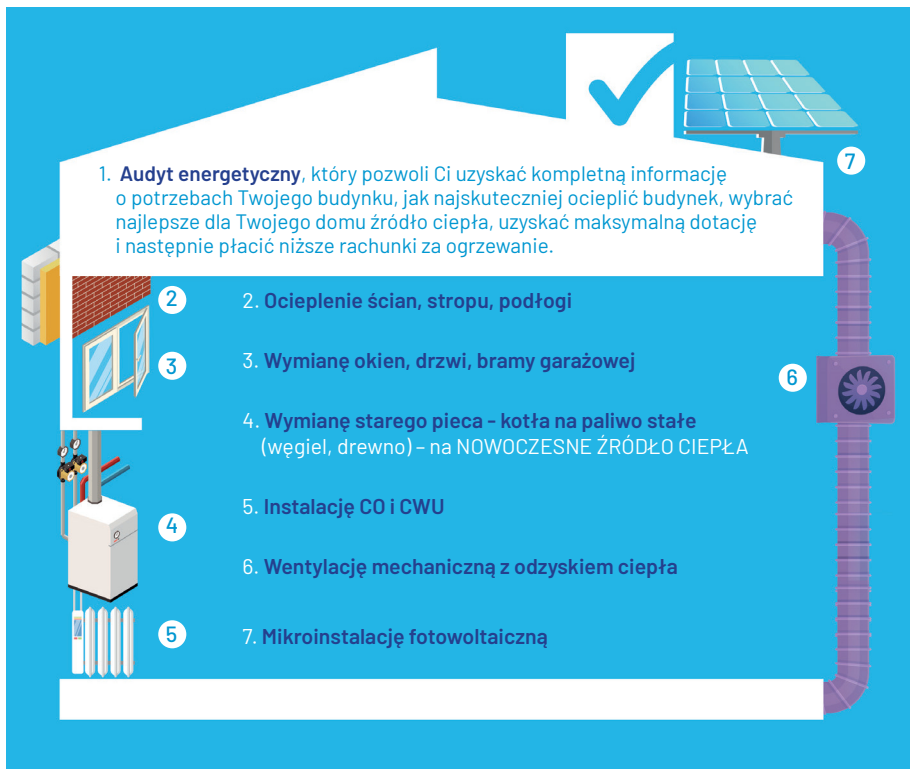 7
1. Audyt energetyczny, który pozwoli Ci uzyskać kompletną informację
o potrzebach Twojego budynku, jak najskuteczniej ocieplić budynek, wybrać
najlepsze dla Twojego domu źródło ciepła, uzyskać maksymalną dotację
i następnie płacić niższe rachunki za ogrzewanie.
2
2. Ocieplenie ścian, stropu, podłogi
3
3. Wymianę okien, drzwi, bramy garażowej
6
4. Wymianę starego pieca - kotła na paliwo stałe
(węgiel, drewno) – na NOWOCZESNE ŹRÓDŁO CIEPŁA
4
5. Instalację CO i CWU
6. Wentylację mechaniczną z odzyskiem ciepła
5
7. Mikroinstalację fotowoltaiczną